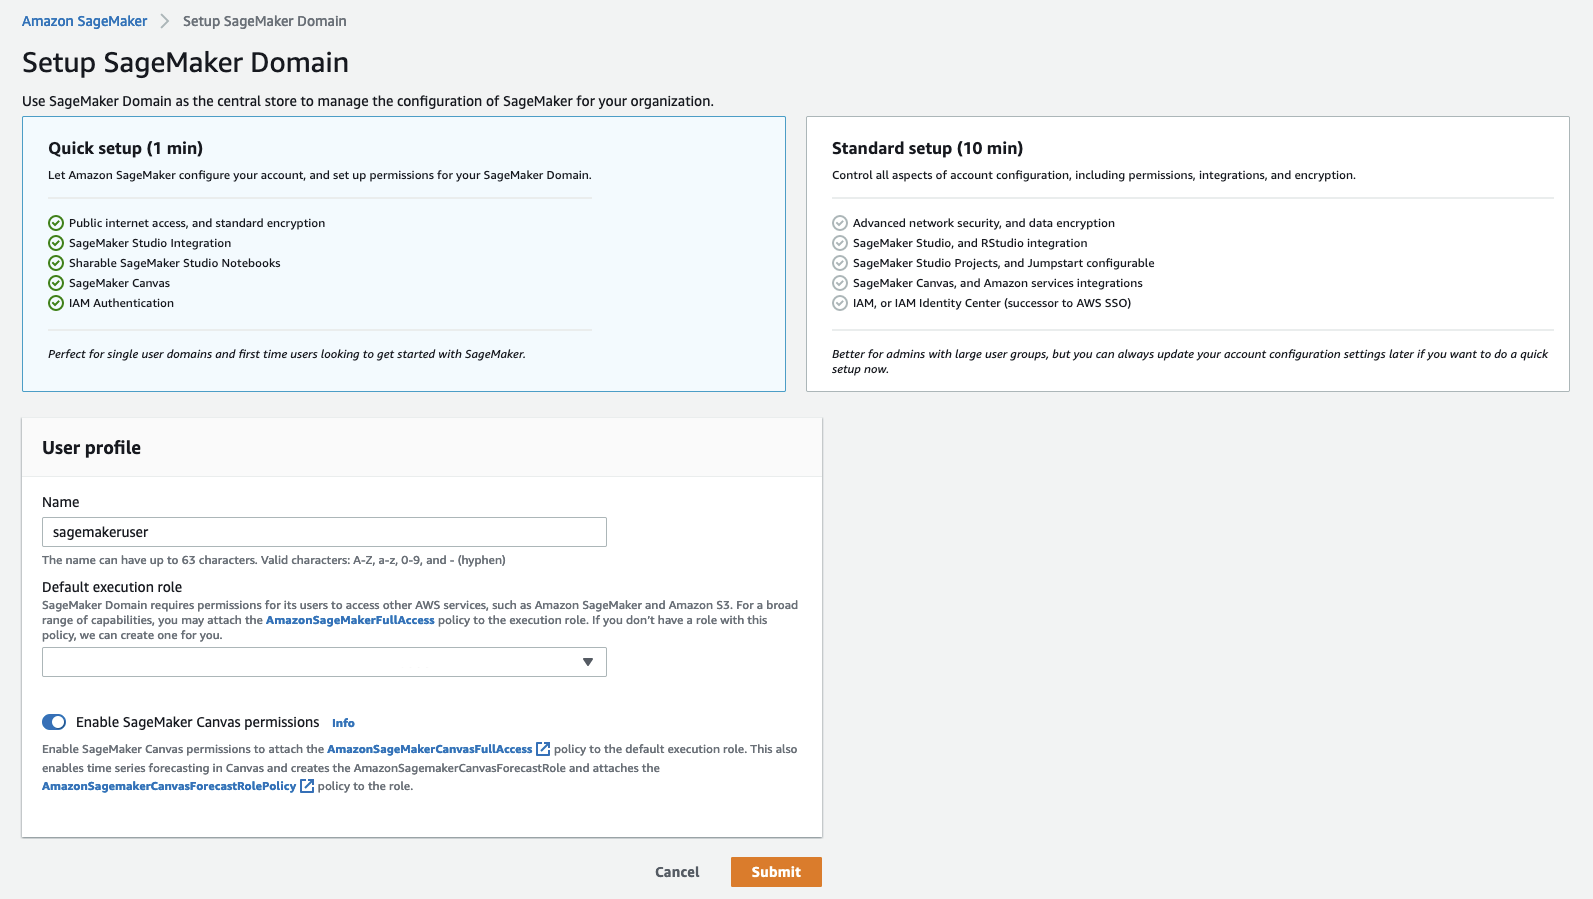 Amazon SageMaker > Setup SageMaker Domain
Setup SageMaker Domain
Use SageMaker Domain as the central store to manage the configuration of SageMaker for your organization.
Quick setup (1 min)
Let Amazon SageMaker configure your account, and set up permissions for your SageMaker Domain.
Public internet access, and standard encryption
SageMaker Studio Integration
Sharable SageMaker Studio Notebooks
SageMaker Canvas
IAM Authentication
Perfect for single user domains and first time users looking to get started with SageMaker.
Standard setup (10 min)
Control all aspects of account configuration, including permissions, integrations, and encryption.
Advanced network security, and data encryption
SageMaker Studio, and RStudio integration
SageMaker Studio Projects, and Jumpstart configurable
SageMaker Canvas, and Amazon services integrations
IAM, or IAM Identity Center (successor to AWS SSO)
Better for admins with large user groups, but you can always update your account configuration settings later if you want to do a quick
setup now.
User profile
Name
sagemakeruser
The name can have up to 63 characters. Valid characters: A-Z, a-z, 0-9, and - (hyphen)
Default execution role
SageMaker Domain requires permissions for its users to access other AWS services, such as Amazon SageMaker and Amazon S3. For a broad
range of capabilities, you may attach the AmazonSageMakerFullAccess policy to the execution role. If you don’t have a role with this
policy, we can create one for you.
Enable SageMaker Canvas permissions Info
Enable SageMaker Canvas permissions to attach the AmazonSageMakerCanvasFullAccess policy to the default execution role. This also
enables time series forecasting in Canvas and creates the AmazonSagemakerCanvasForecastRole and attaches the
AmazonSagemakerCanvasForecastRolePolicy policy to the role.
Cancel Submit